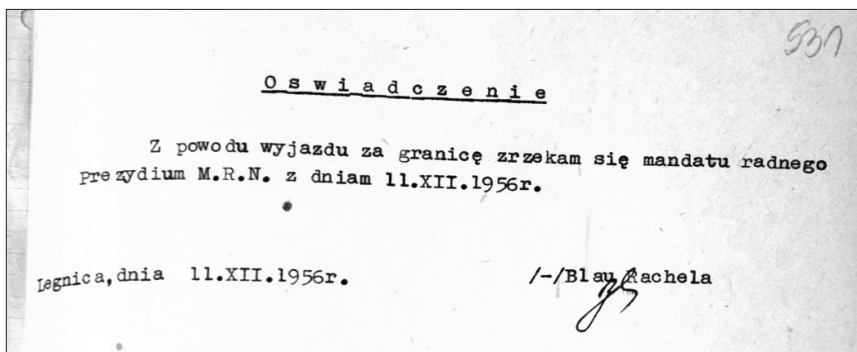 531
O s w i a d c z e n i e
Z powodu wyjazdu za granicę zrzekam się mandatu radnego
prezydium M.R.N. z dniam 11.XII.1956r.
Legnica,dnia 11.XII.1956r. /-/Blau Rachela